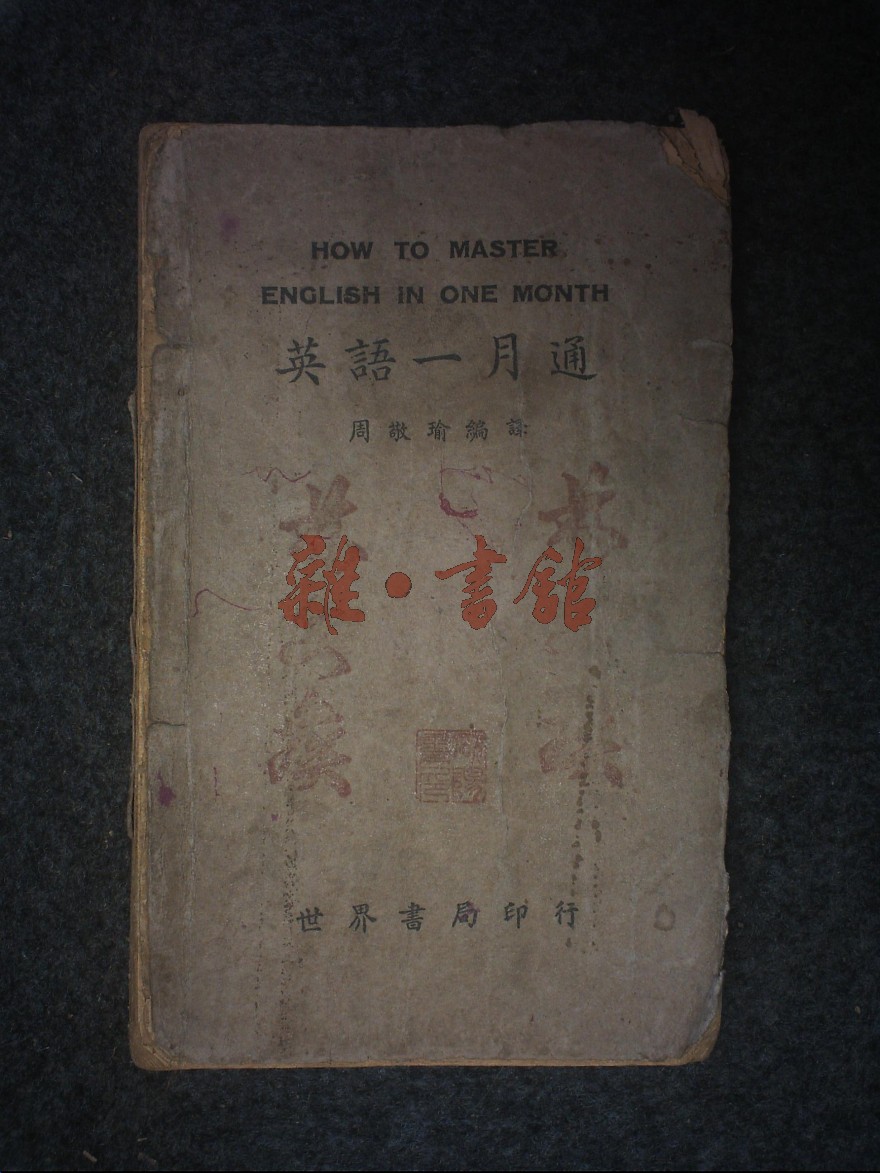 HOW TO MASTER
ENGLISH IN ONE MONTH
英語一月通
周敬瑜編譯
雜·書館
世界書局印行